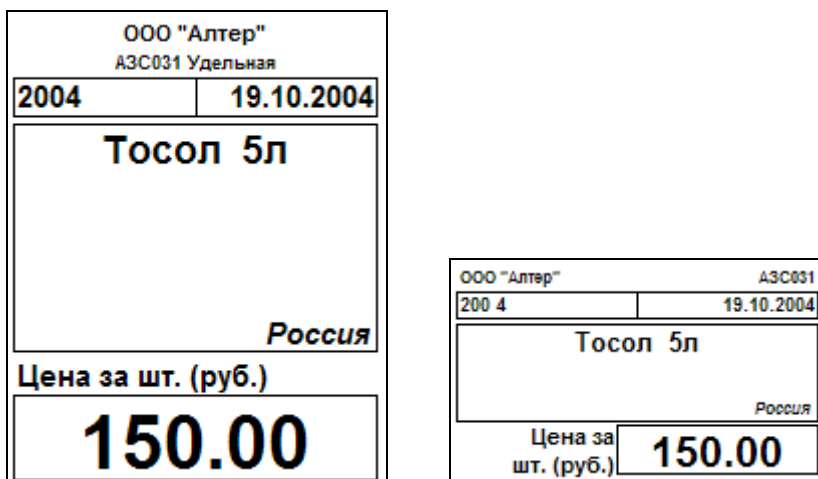 ООО "Алтер"
АЗС031 Удельная
2004 19.10.2004
Тосол 5л
Россия
Цена за шт. (руб.)
150.00
ООО "Алтер" АЗС031
200 4 19.10.2004
Тосол 5л
Россия
Цена за
шт. (руб.)
150.00